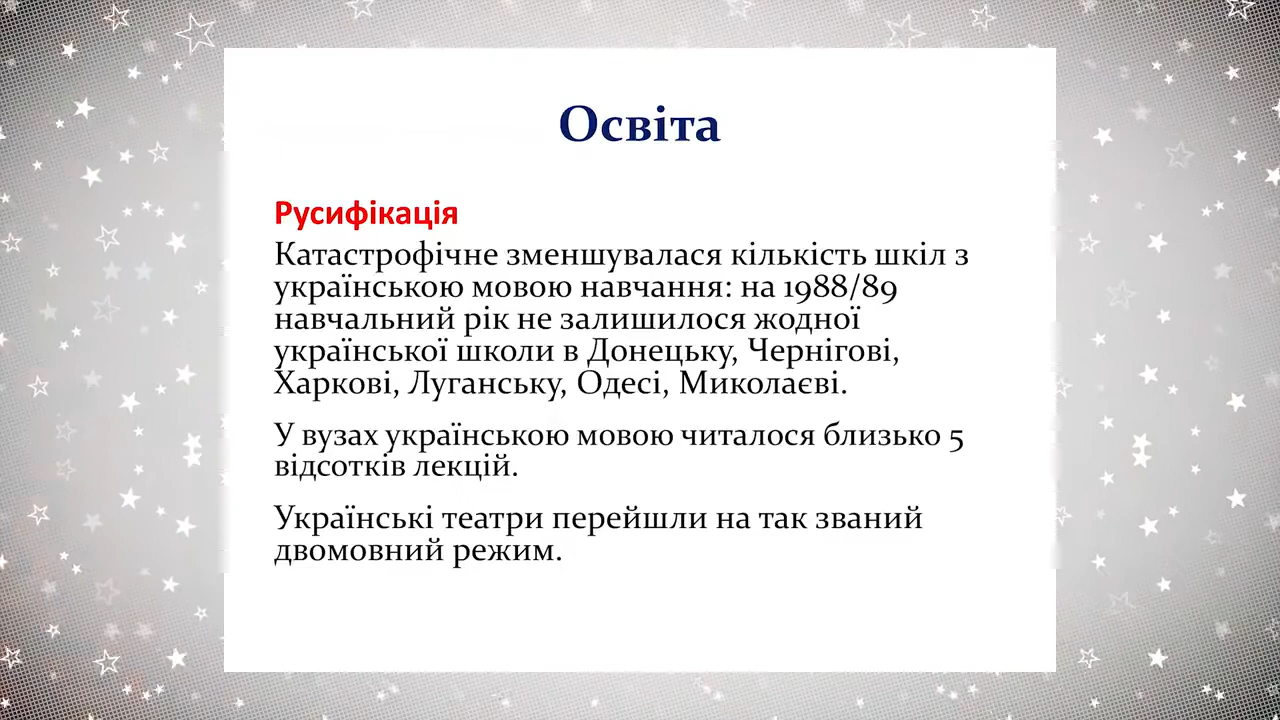 Освіта
Русифікація
Катастрофічне зменшувалася кількість шкіл з
українською мовою навчання: на 1988/89
навчальний рік не залишилося жодної
української школи в Донецьку, Чернігові,
Харкові, Луганську, Одесі, Миколаєві.
У вузах українською мовою читалося близько 5
відсотків лекцій.
Українські театри перейшли на так званий
двомовний режим.